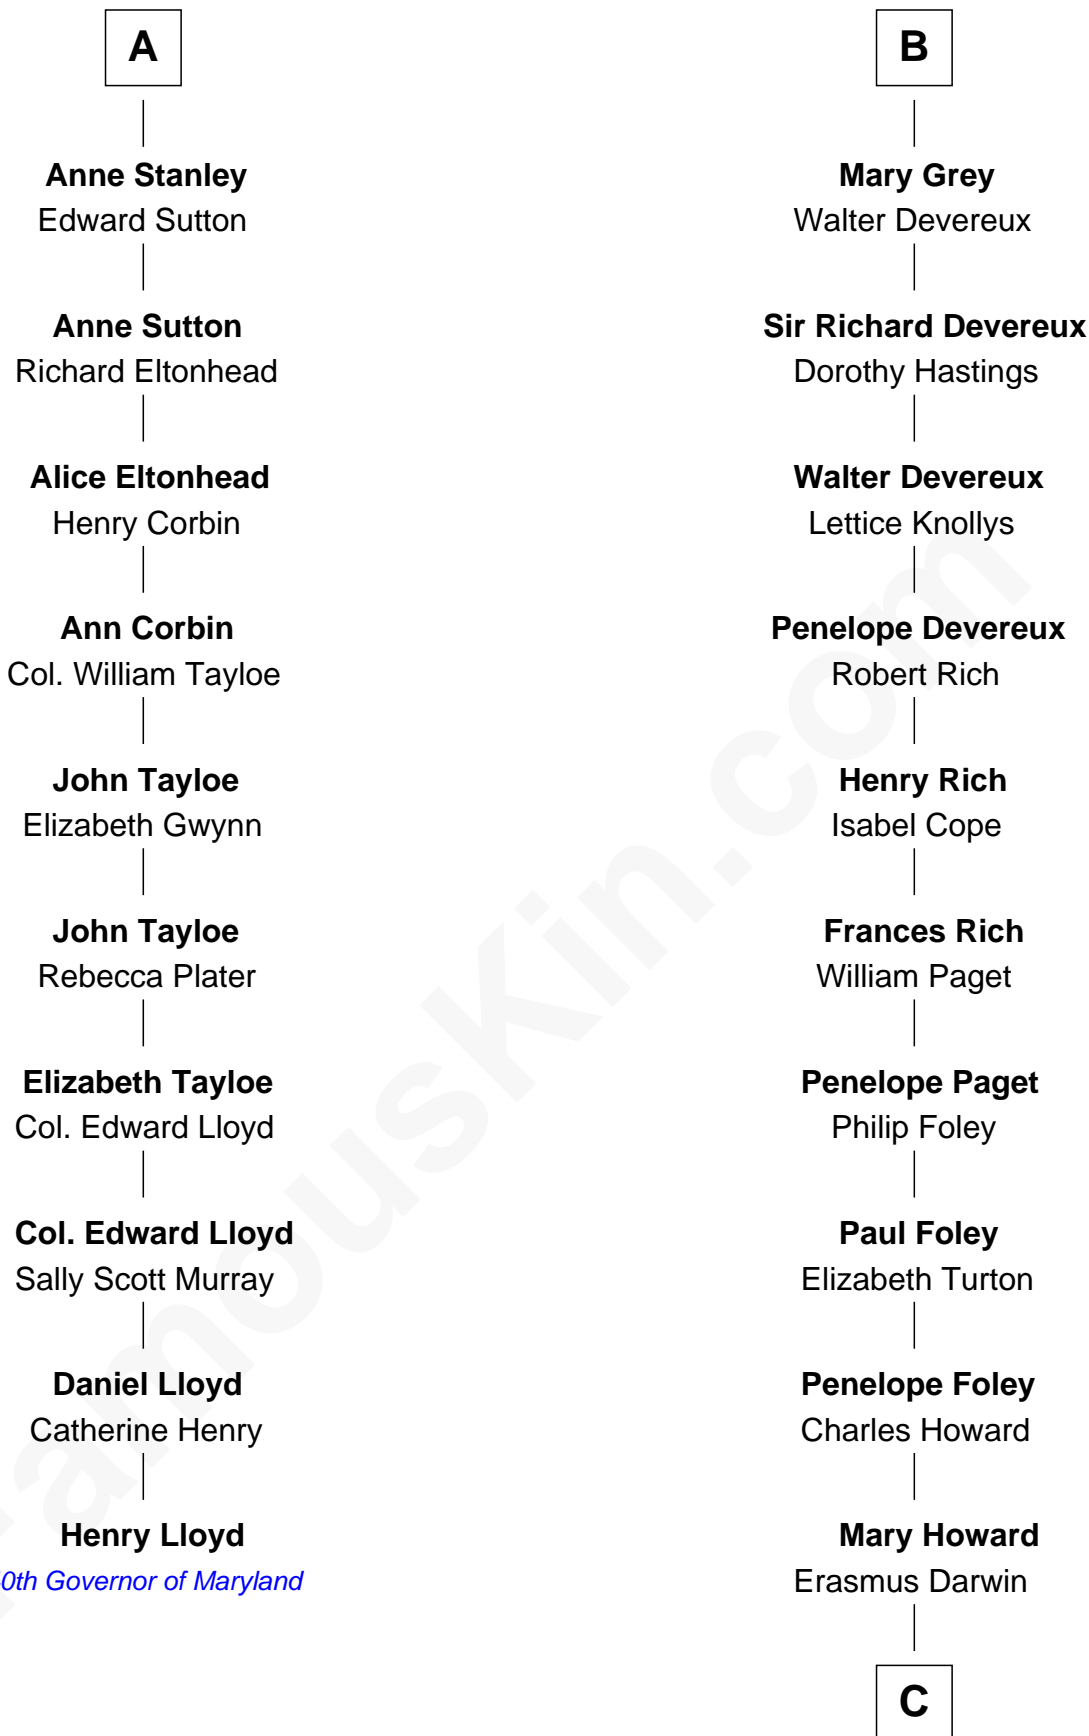 A
Anne Stanley
Edward Sutton
Anne Sutton
Richard Eltonhead
Alice Eltonhead
Henry Corbin
Ann Corbin
Col. William Tayloe
John Tayloe
Elizabeth Gwynn
John Tayloe
Rebecca Plater
Elizabeth Tayloe
Col. Edward Lloyd
Col. Edward Lloyd
Sally Scott Murray
Daniel Lloyd
Catherine Henry
Henry Lloyd
0th Governor of Maryland
B
Mary Grey
Walter Devereux
Sir Richard Devereux
Dorothy Hastings
Walter Devereux
Lettice Knollys
Penelope Devereux
Robert Rich
Henry Rich
Isabel Cope
Frances Rich
William Paget
Penelope Paget
Philip Foley
Paul Foley
Elizabeth Turton
Penelope Foley
Charles Howard
Mary Howard
Erasmus Darwin
C
FamousKin.com